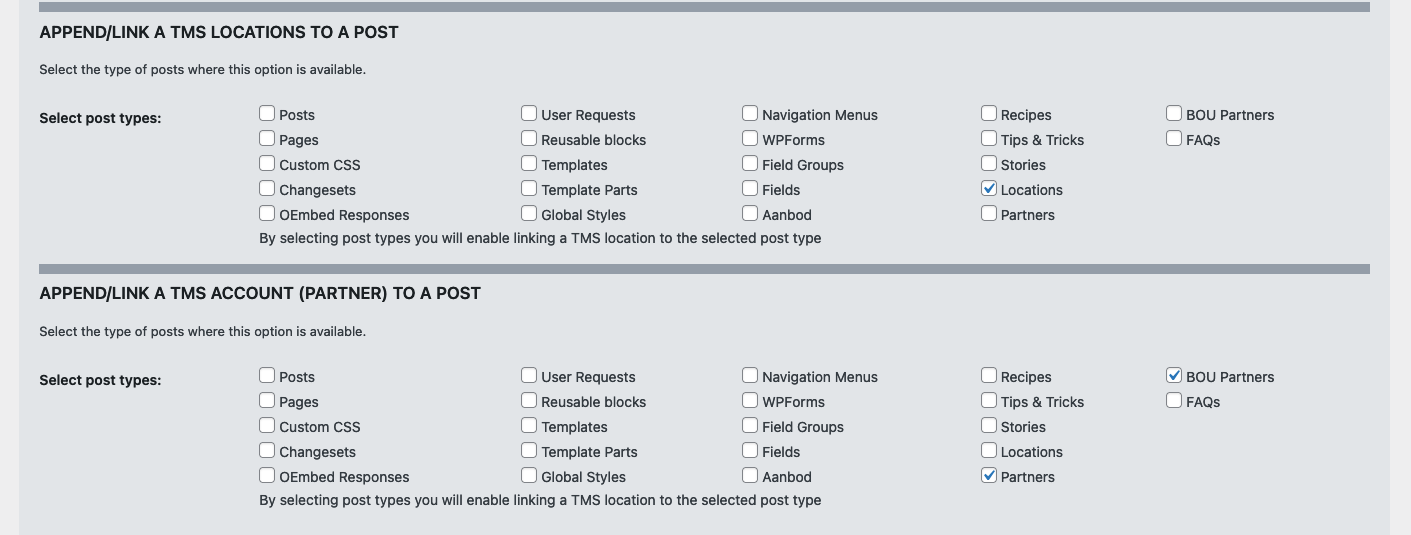 APPEND/LINK A TMS LOCATIONS TO A POST
Select the type of posts where this option is available.
Select post types:
Posts
Pages
Custom CSS
Changesets
OEmbed Responses
User Requests
Reusable blocks
Templates
Template Parts
Global Styles
Navigation Menus
WPForms
Field Groups
Fields
Aanbod
Recipes
Tips & Tricks
Stories
Locations
Partners
BOU Partners
FAQs
By selecting post types you will enable linking a TMS location to the selected post type
APPEND/LINK A TMS ACCOUNT (PARTNER) TO A POST
Select the type of posts where this option is available.
Select post types:
Posts
Pages
Custom CSS
Changesets
OEmbed Responses
User Requests
Reusable blocks
Templates
Template Parts
Global Styles
Navigation Menus
WPForms
Field Groups
Fields
Aanbod
Recipes
Tips & Tricks
Stories
Locations
Partners
BOU Partners
FAQs
By selecting post types you will enable linking a TMS location to the selected post type